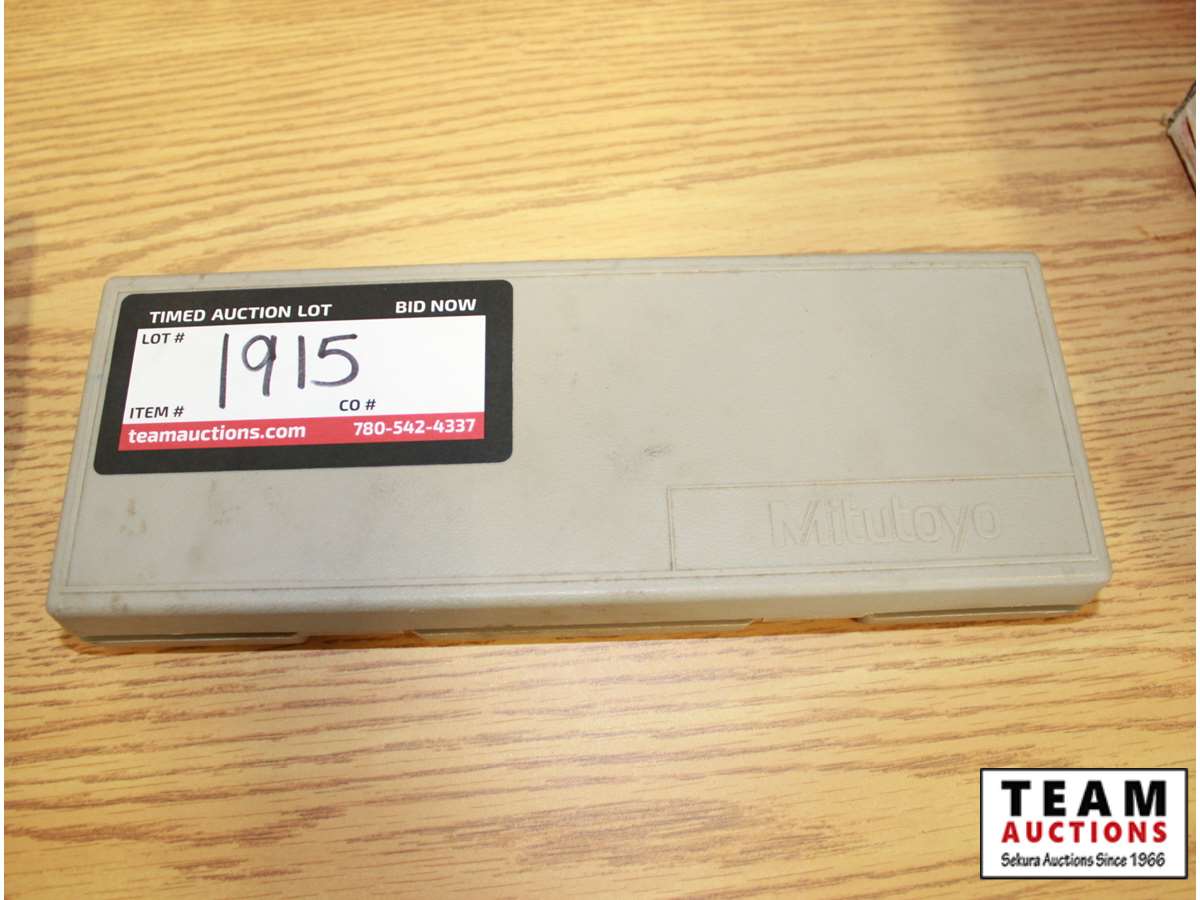 TIMED AUCTION LOT BID NOW
LOT # 1915
ITEM # CO #
teamauctions.com 780-542-4337
Mitutoyo
TEAM
AUCTIONS
Sekura Auctions Since 1966